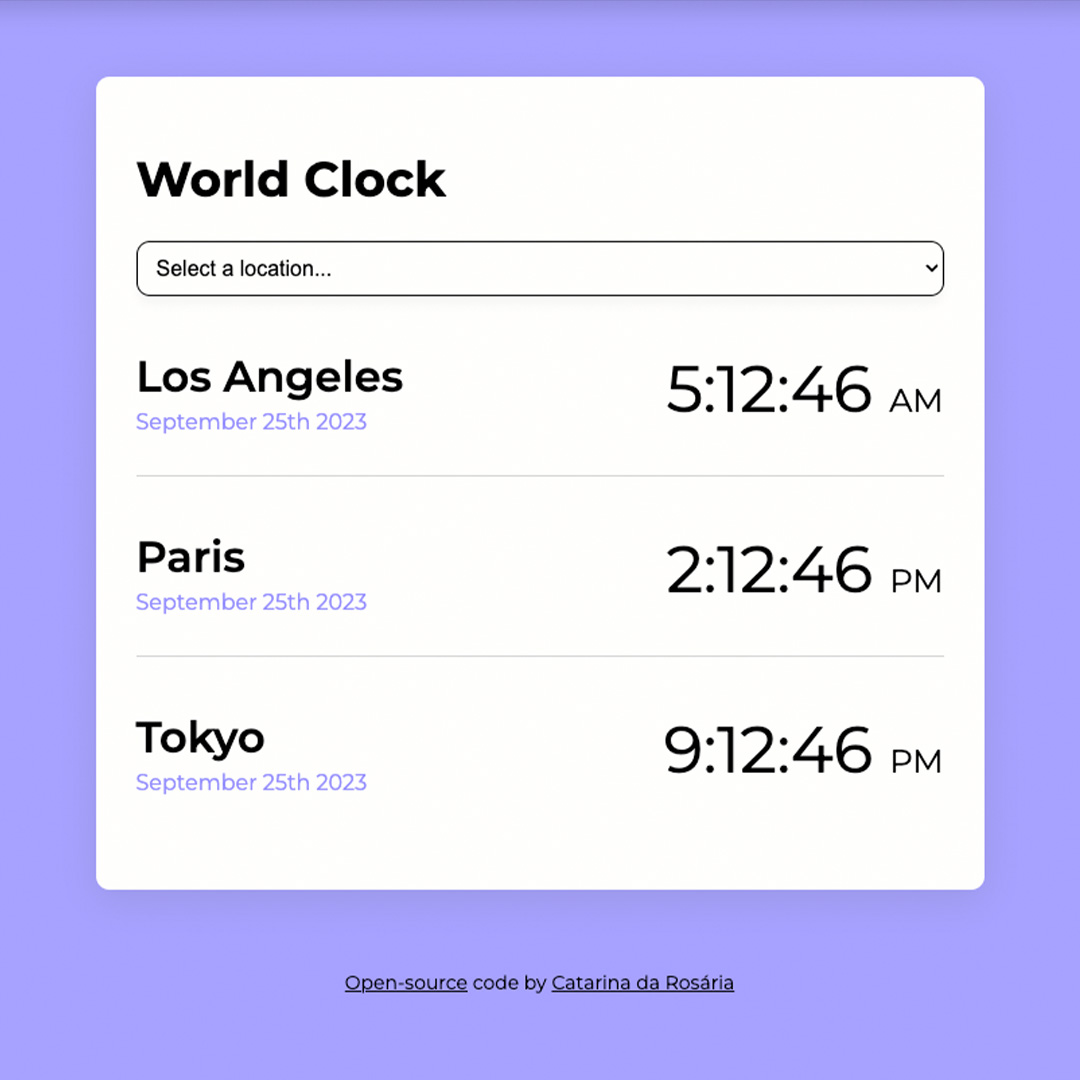 World Clock
Select a location...
Los Angeles
5:12:46 AM
September 25th 2023
Paris
2:12:46 PM
September 25th 2023
Tokyo
9:12:46 PM
September 25th 2023
Open-source code by Catarina da Rosária